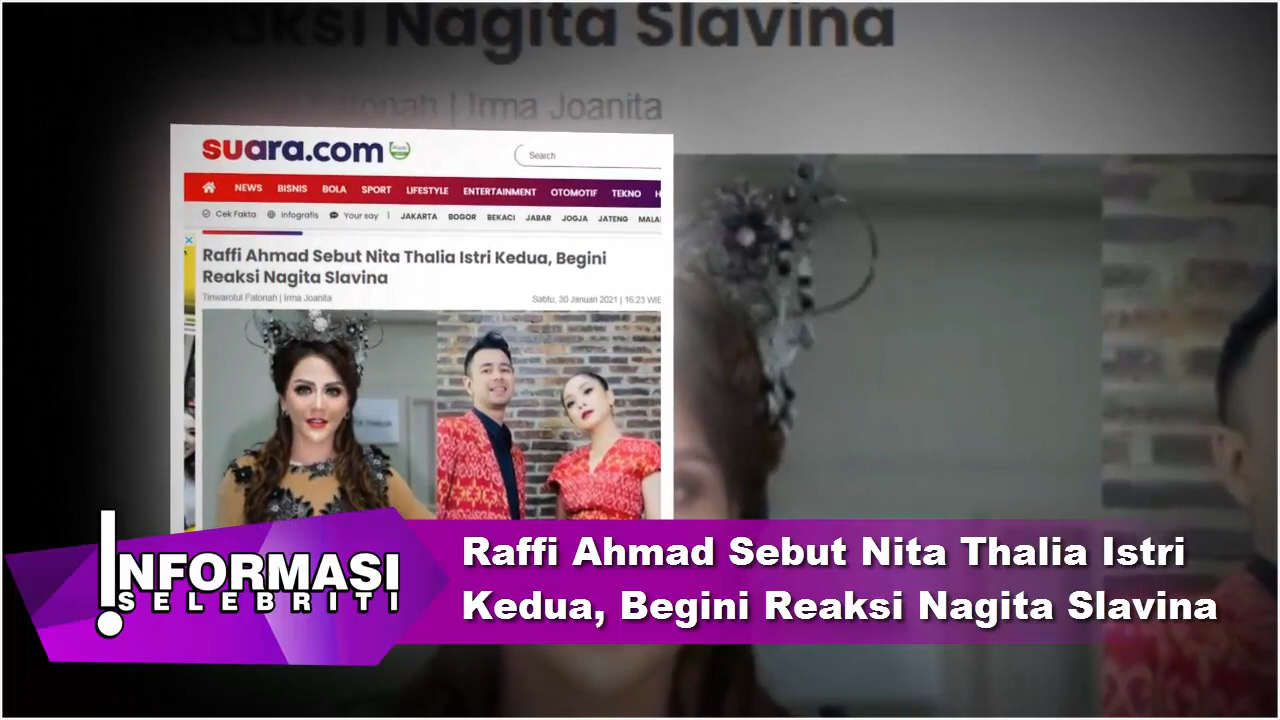 eaksi Nagita Slavina
Fatonah | Irma Joanita
suara.com
Search
NEWS BISNIS BOLA SPORT LIFESTYLE ENTERTAINMENT OTOMOTIF TEKNO H
Cek Fakta Infografis Your say | JAKARTA BOGOR BEKACI JABAR JOGJA JATENG MALA
Raffi Ahmad Sebut Nita Thalia Istri Kedua, Begini
Reaksi Nagita Slavina
Tinwarotul Fatonah | Irma Joanita Sabtu, 30 Januari 2021 | 16:23 WIB
INFORMASI
SELEBRITI
Raffi Ahmad Sebut Nita Thalia Istri
Kedua, Begini Reaksi Nagita Slavina